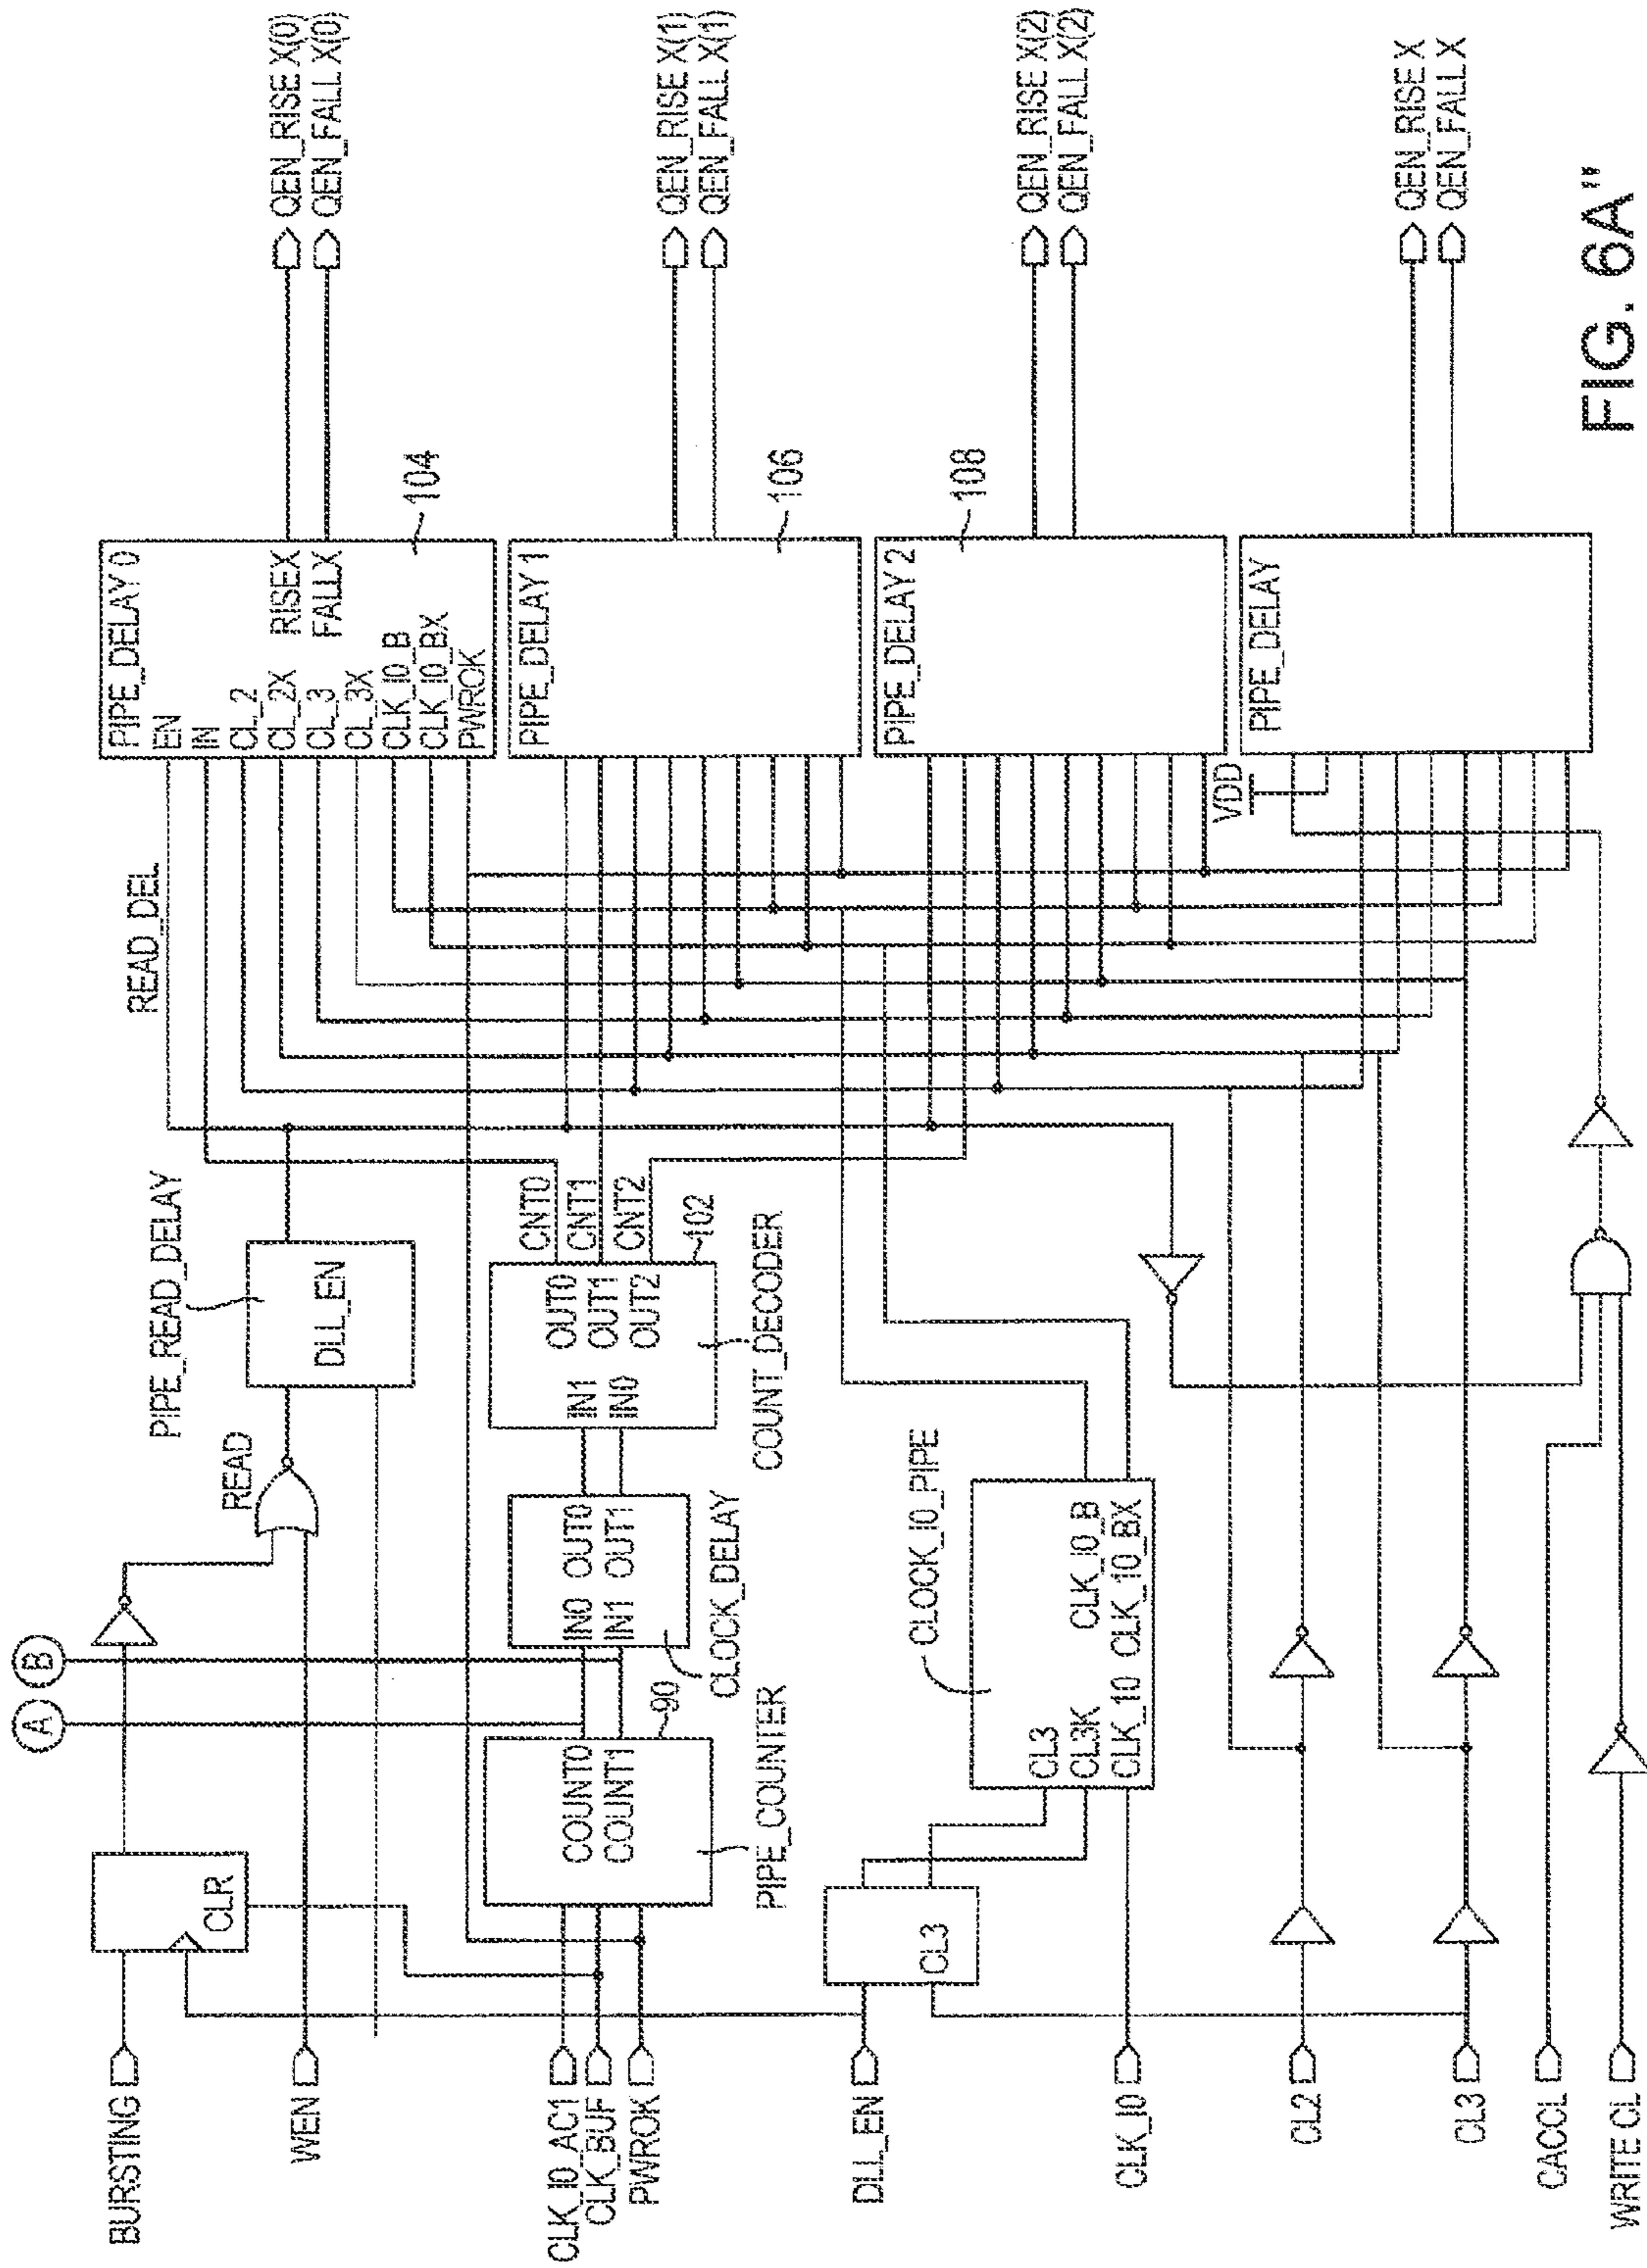 BURSTING
WEN
CLK_I0_AC1
CLK_BUF
PWROK
DLL_EN
CLK_I0
CL2
CL3
CACCL
WRITE CL
CLR
A
B
READ
PIPE_READ_DELAY
DLL_EN
READ_DEL
COUNT0
COUNT1
90
PIPE_COUNTER
IN0 OUT0
IN1 OUT1
CLOCK_DELAY
IN1
IN0
OUT0
OUT1
OUT2
102
COUNT_DECODER
CNT0
CNT1
CNT2
CL3
CLOCK_I0_PIPE
CL3
CL3K
CLK_10
CLK_I0_B
CLK_10_BX
PIPE_DELAY 0
EN
IN
CL_2
CL_2X
CL_3
CL_3X
CLK_I0_B
CLK_I0_BX
PWROK
RISEX
FALLX
104
PIPE_DELAY 1
106
PIPE_DELAY 2
108
VDD
PIPE_DELAY
QEN_RISE X(0)
QEN_FALL X(0)
QEN_RISE X(1)
QEN_FALL X(1)
QEN_RISE X(2)
QEN_FALL X(2)
QEN_RISE X
QEN_FALL X
FIG. 6A"